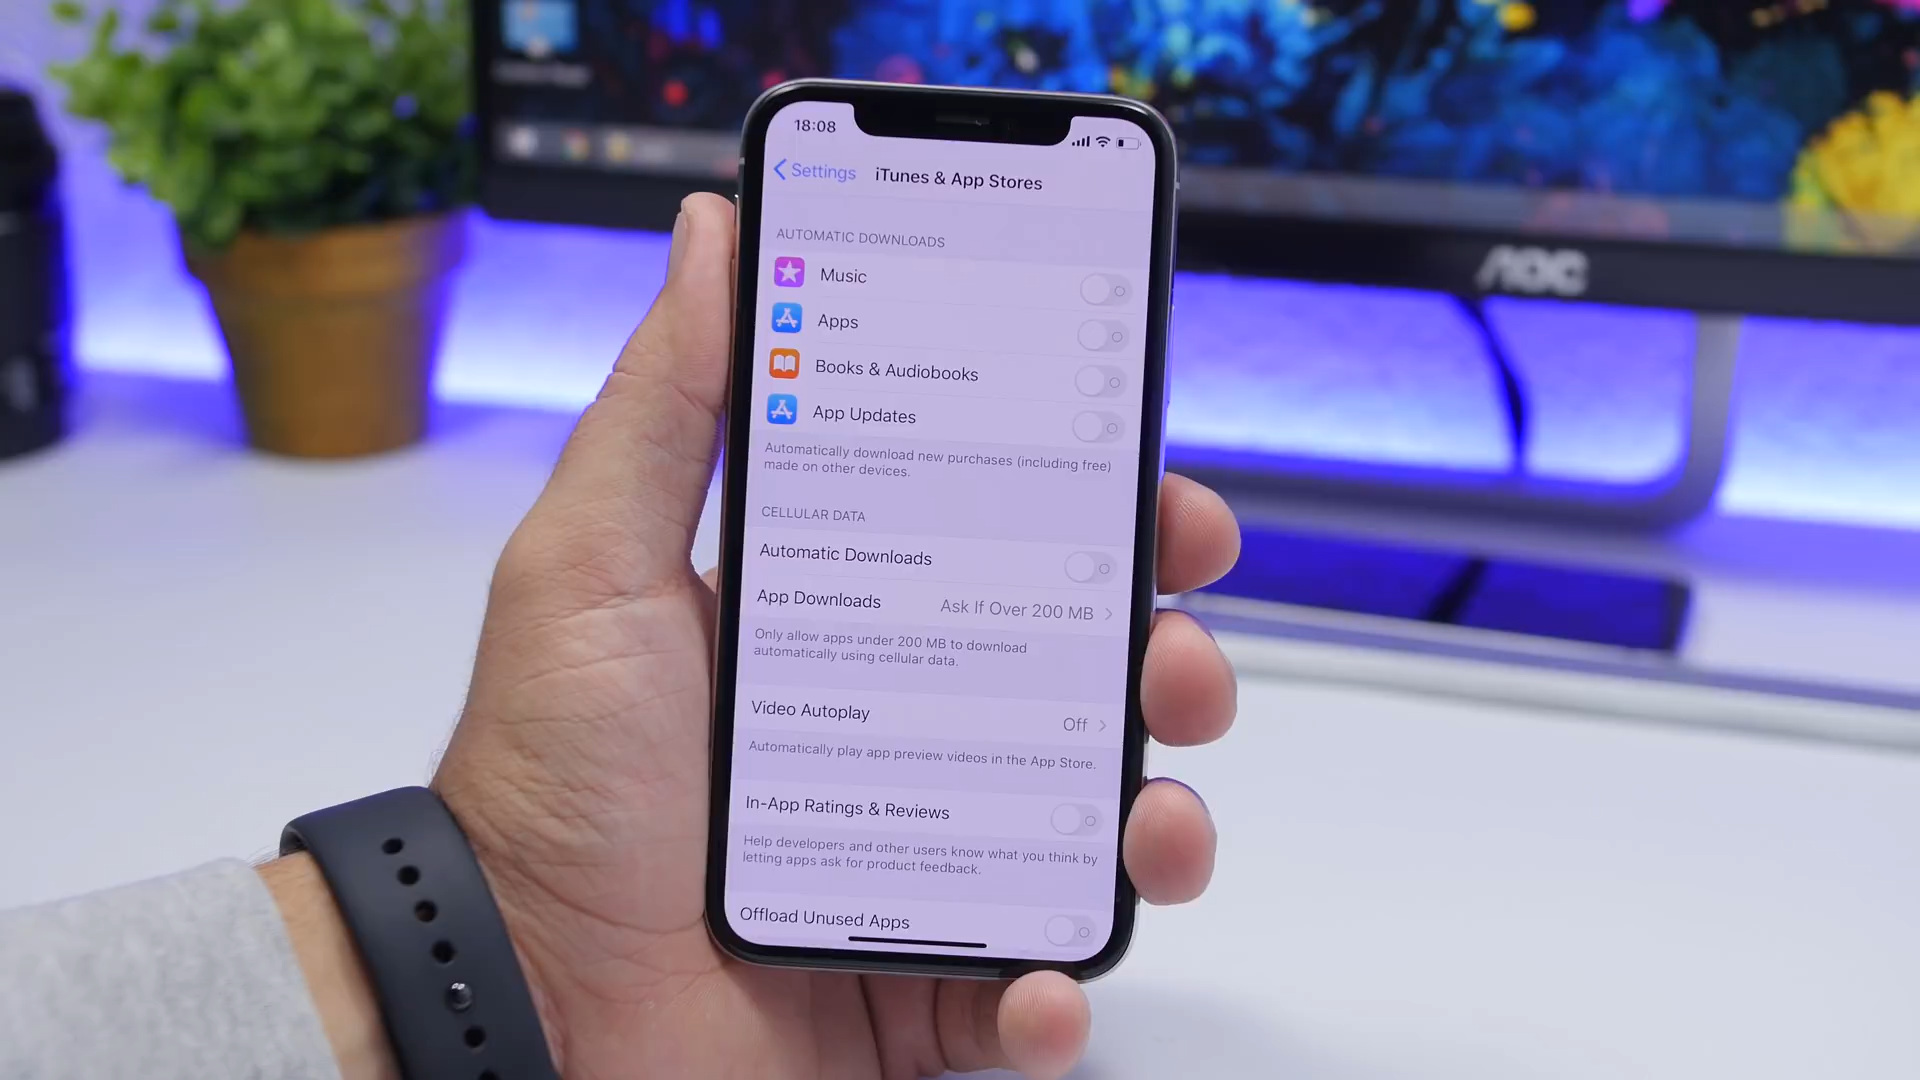 18:08
Settings
iTunes & App Stores
AUTOMATIC DOWNLOADS
Music
Apps
Books & Audiobooks
App Updates
Automatically download new purchases (including free)
made on other devices.
CELLULAR DATA
Automatic Downloads
App Downloads Ask If Over 200 MB
Only allow apps under 200 MB to download
automatically using cellular data.
Video Autoplay Off
Automatically play app preview videos in the App Store.
In-App Ratings & Reviews
Help developers and other users know what you think by
letting apps ask for product feedback.
Offload Unused Apps
AOC